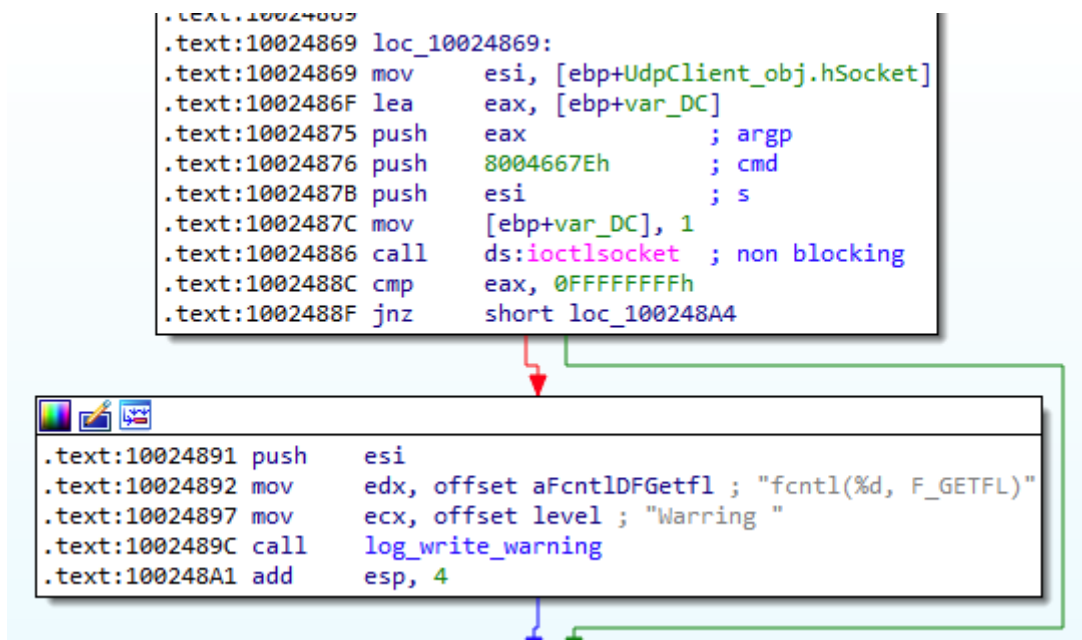 .text:10024869
.text:10024869 loc_10024869:
.text:10024869 mov esi, [ebp+UdpClient_obj.hSocket]
.text:1002486F lea eax, [ebp+var_DC]
.text:10024875 push eax ; argp
.text:10024876 push 8004667Eh ; cmd
.text:1002487B push esi ; s
.text:1002487C mov [ebp+var_DC], 1
.text:10024886 call ds:ioctlsocket ; non blocking
.text:1002488C cmp eax, 0FFFFFFFFh
.text:1002488F jnz short loc_100248A4
.text:10024891 push esi
.text:10024892 mov edx, offset aFcntlDFGetfl ; "fcntl(%d, F_GETFL)"
.text:10024897 mov ecx, offset level ; "Warring "
.text:1002489C call log_write_warning
.text:100248A1 add esp, 4